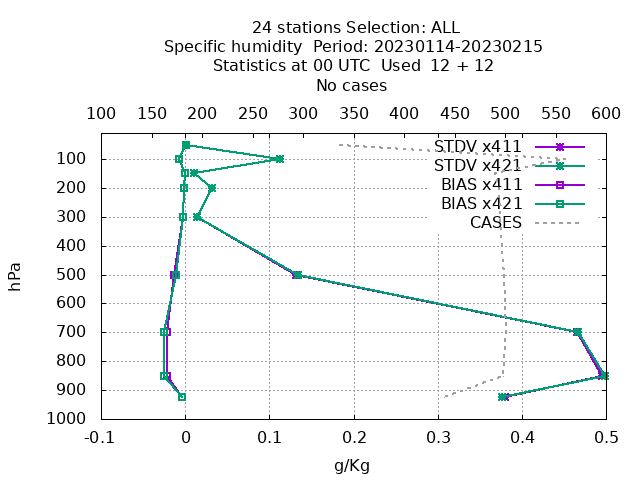 24 stations Selection: ALL
Specific humidity  Period: 20230114-20230215
Statistics at 00 UTC  Used  12 + 12
No cases
100 150 200 250 300 350 400 450 500 550 600
STDV x411
STDV x421
BIAS x411
BIAS x421
CASES
100
200
300
400
500
600
700
800
900
1000
hPa
-0.1 0 0.1 0.2 0.3 0.4 0.5
g/Kg